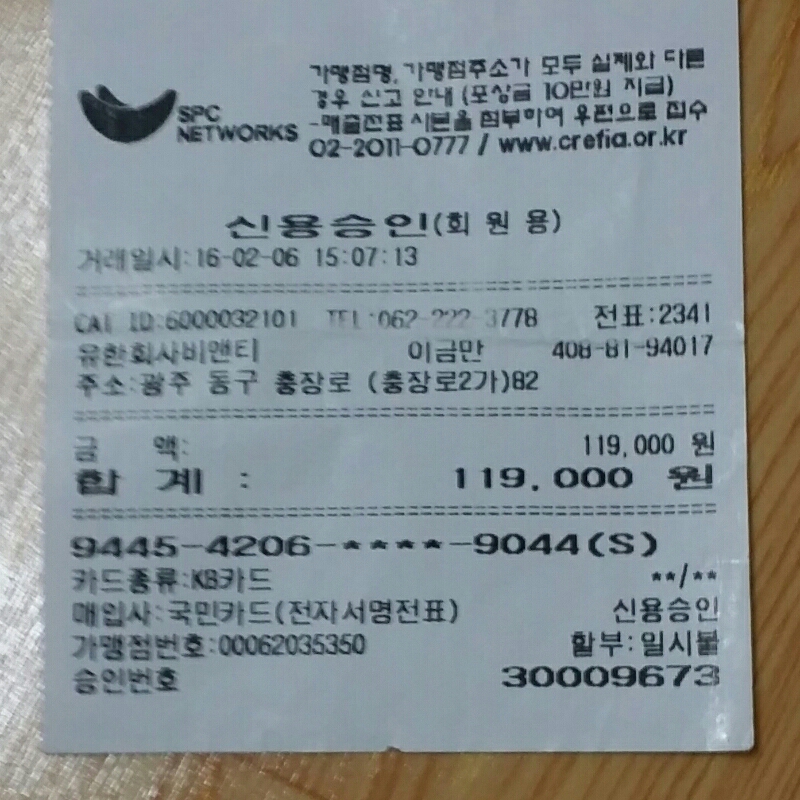 가맹점명, 가맹점주소가 모두 실제와 다른
경우 신고 안내 (포상금 10만원 지급)
-매출전표 사본을 첨부하여 우편으로 접수
02-2011-0777 / www.crefia.or.kr
SPC
NETWORKS
신용승인(회 원 용)
거래일시:16-02-06 15:07:13
CAT ID:6000032101 TEL:062-222-3778 전표:2341
유한회사비앤티 이금만 408-81-94017
주소:광주 동구 충장로 (충장로2가)82
금 액: 119,000 원
합 계 : 119,000 원
9445-4206-****-9044(S)
카드종류:KB카드 **/**
매입사:국민카드(전자서명전표) 신용승인
가맹점번호:00062035350 할부:일시불
승인번호 30009673